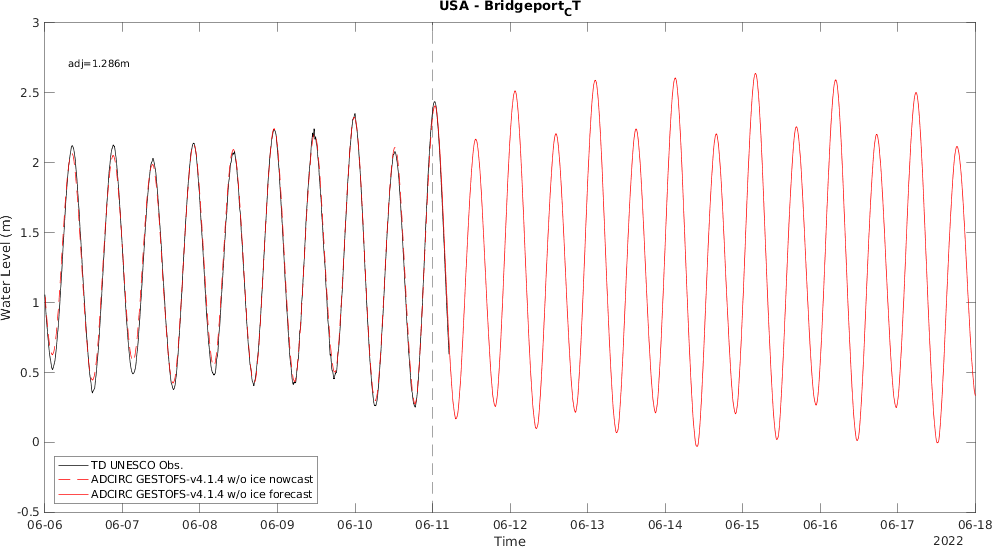 USA - Bridgeport_CT
adj=1.286m
3
2.5
2
1.5
1
0.5
0
-0.5
Water Level (m)
TD UNESCO Obs.
ADCIRC GESTOFS-v4.1.4 w/o ice nowcast
ADCIRC GESTOFS-v4.1.4 w/o ice forecast
06-06 06-07 06-08 06-09 06-10 06-11 06-12 06-13 06-14 06-15 06-16 06-17 06-18
Time
2022